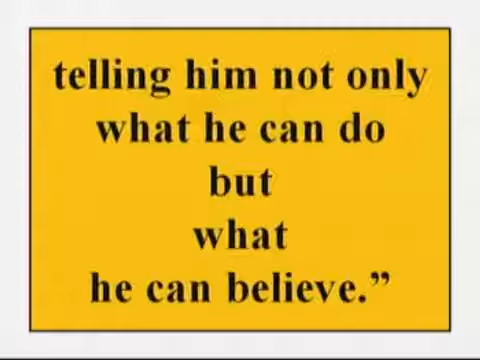 telling him not only
what he can do
but
what
he can believe.”